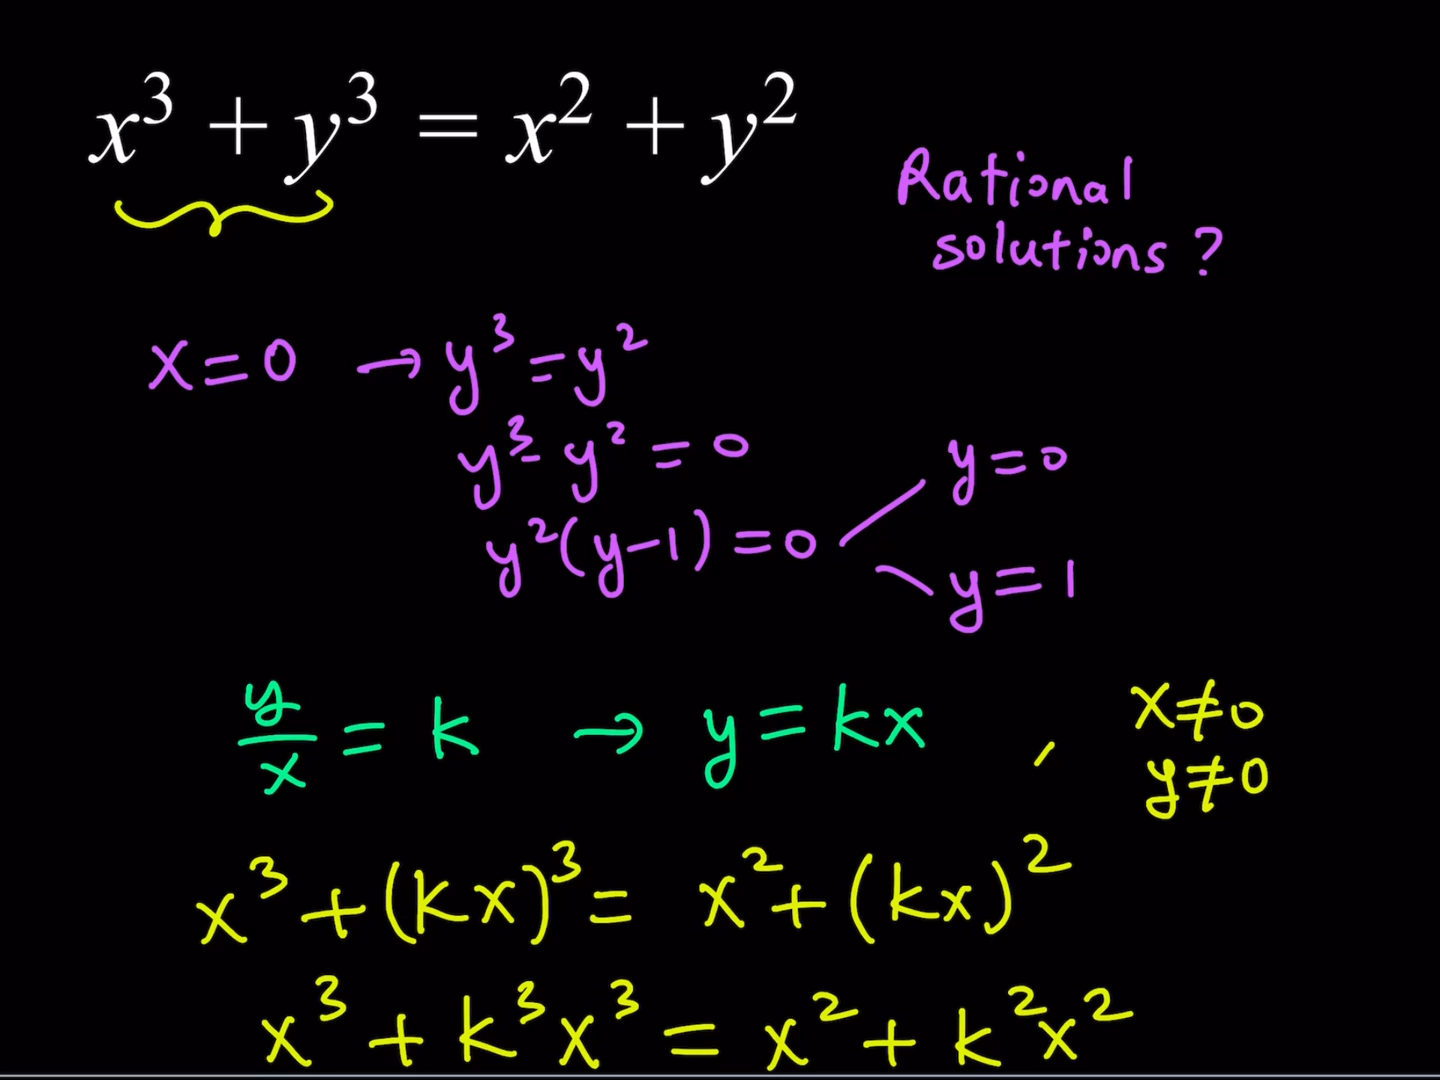 x³ + y³ = x² + y²
Rational
solutions ?
x = 0 → y³ = y²
y³ - y² = 0
y = 0
y²(y-1) = 0
y = 1
y/x = k → y = kx , x ≠ 0
y ≠ 0
x³ + (kx)³ = x² + (kx)²
x³ + k³x³ = x² + k²x²